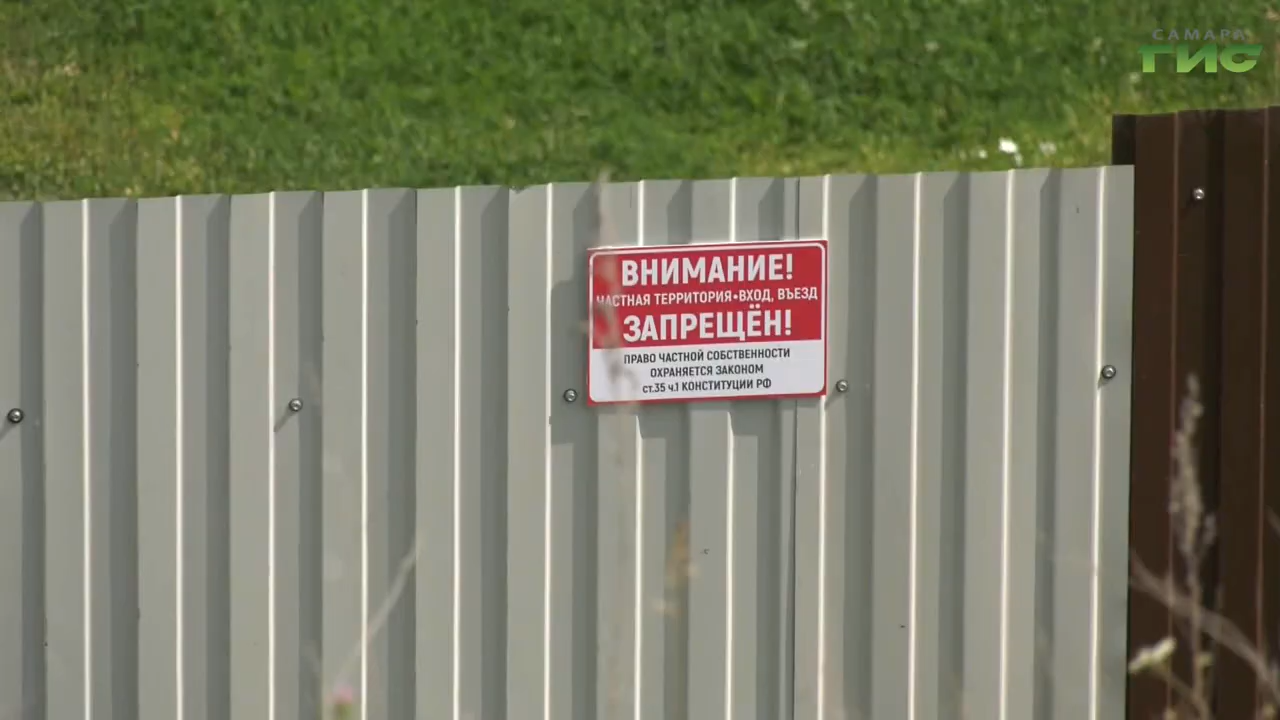 САМАРА
ГИС
ВНИМАНИЕ!
ЧАСТНАЯ ТЕРРИТОРИЯ•ВХОД, ВЪЕЗД
ЗАПРЕЩЁН!
ПРАВО ЧАСТНОЙ СОБСТВЕННОСТИ
ОХРАНЯЕТСЯ ЗАКОНОМ
ст.35 ч.1 КОНСТИТУЦИИ РФ